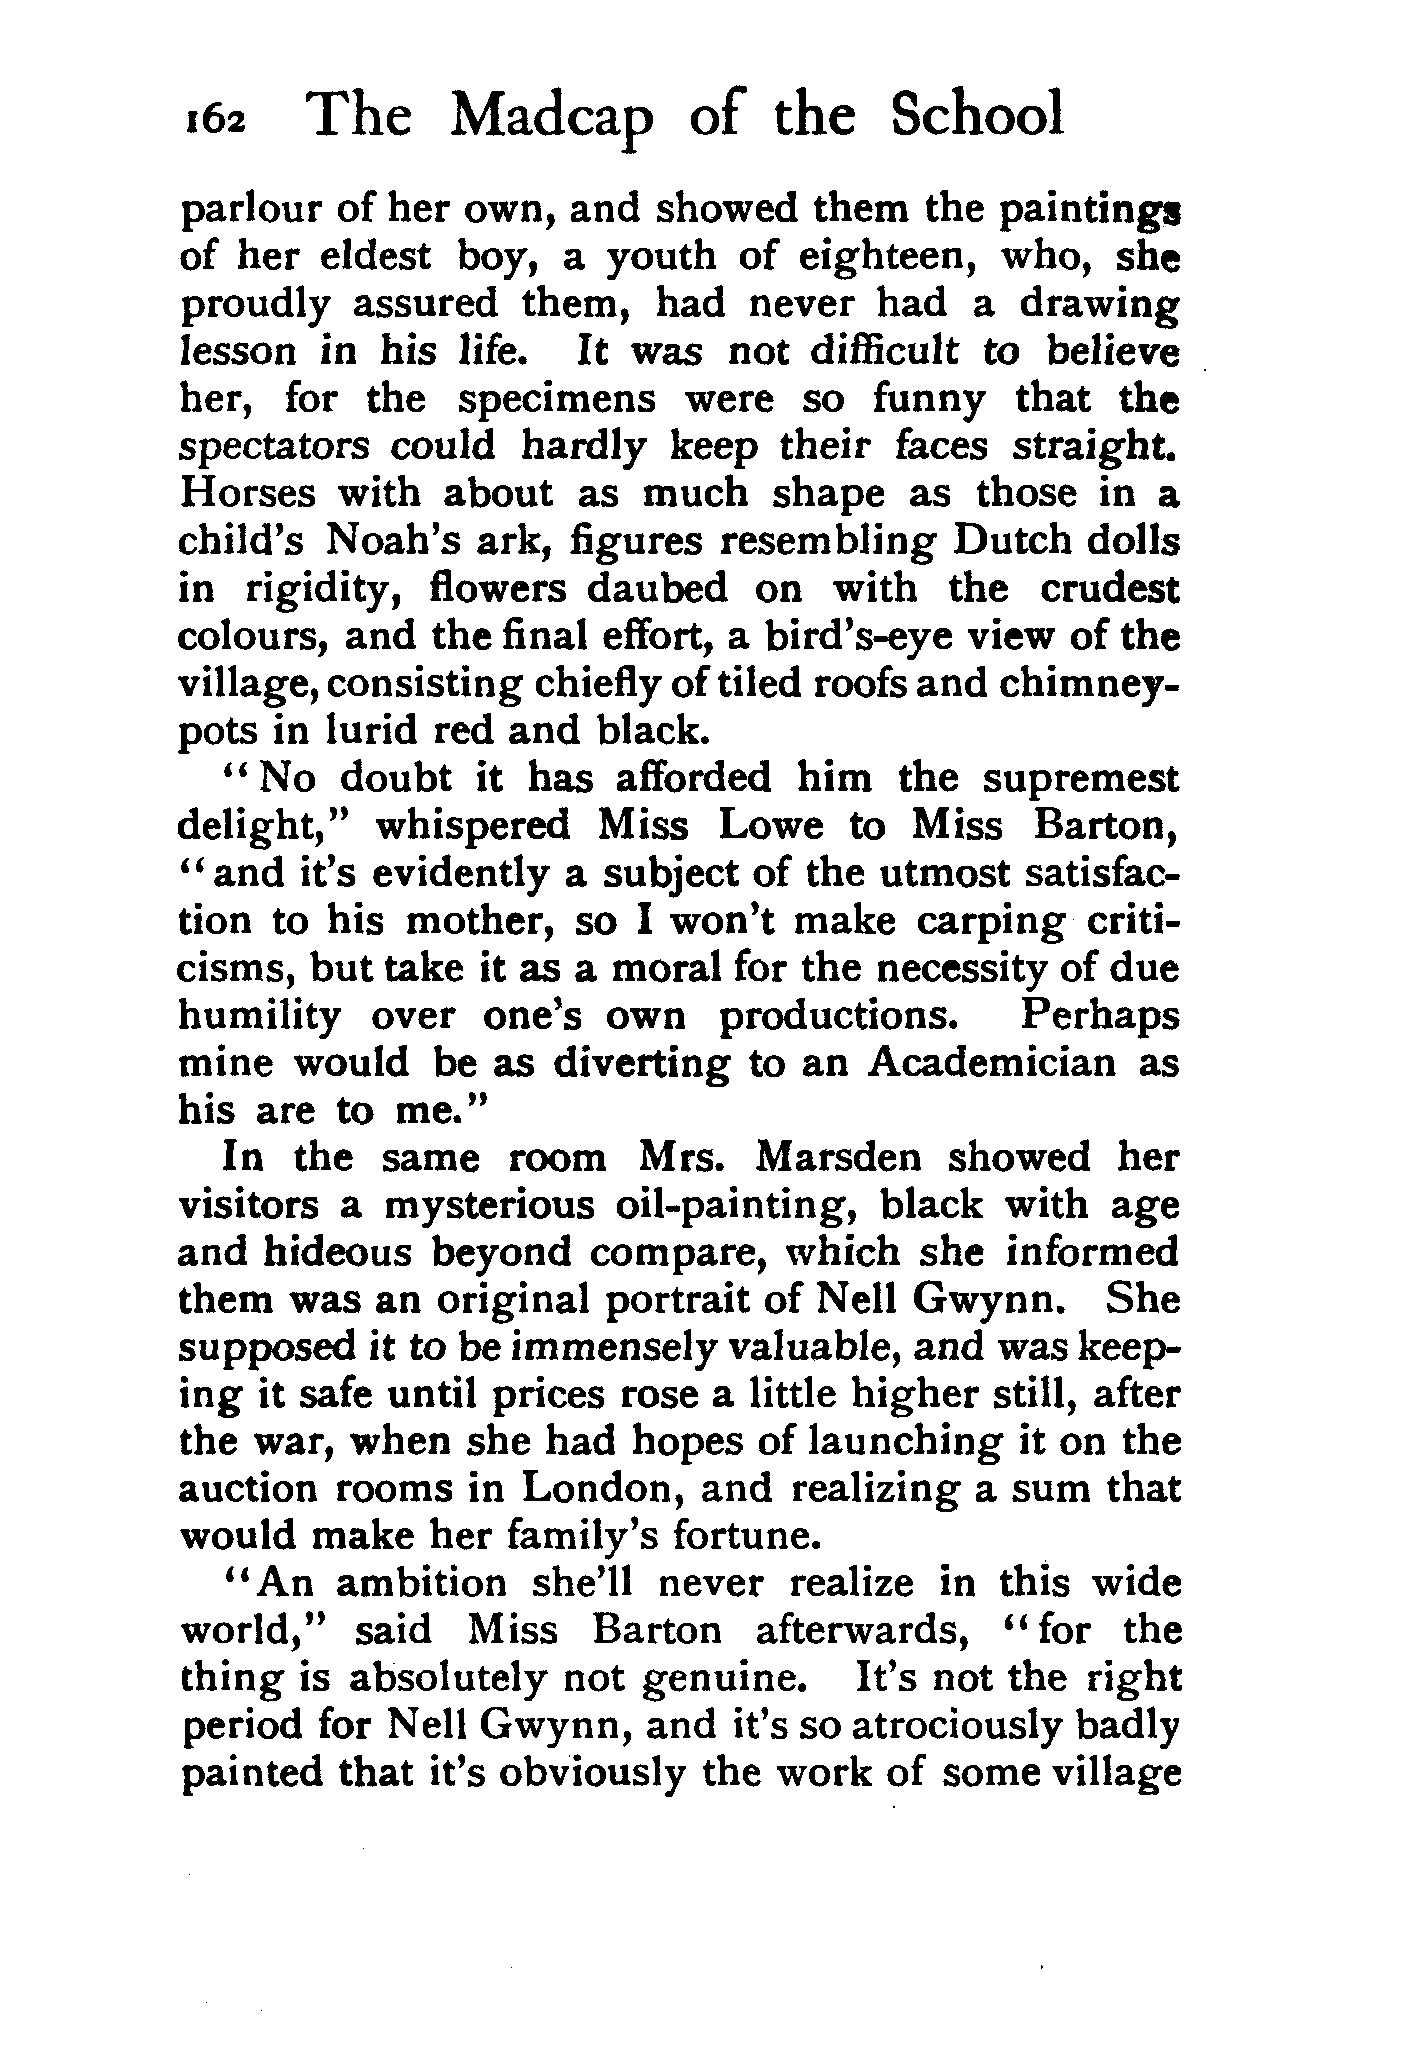 162 The Madcap of the School
parlour of her own, and showed them the paintings
of her eldest boy, a youth of eighteen, who, she
proudly assured them, had never had a drawing
lesson in his life. It was not difficult to believe
her, for the specimens were so funny that the
spectators could hardly keep their faces straight.
Horses with about as much shape as those in a
child's Noah's ark, figures resembling Dutch dolls
in rigidity, flowers daubed on with the crudest
colours, and the final effort, a bird's-eye view of the
village, consisting chiefly of tiled roofs and chimney-
pots in lurid red and black.
"No doubt it has afforded him the supremest
delight," whispered Miss Lowe to Miss Barton,
"and it's evidently a subject of the utmost satisfac-
tion to his mother, so I won't make carping criti-
cisms, but take it as a moral for the necessity of due
humility over one's own productions. Perhaps
mine would be as diverting to an Academician as
his are to me."
In the same room Mrs. Marsden showed her
visitors a mysterious oil-painting, black with age
and hideous beyond compare, which she informed
them was an original portrait of Nell Gwynn. She
supposed it to be immensely valuable, and was keep-
ing it safe until prices rose a little higher still, after
the war, when she had hopes of launching it on the
auction rooms in London, and realizing a sum that
would make her family's fortune.
"An ambition she'll never realize in this wide
world," said Miss Barton afterwards, "for the
thing is absolutely not genuine. It's not the right
period for Nell Gwynn, and it's so atrociously badly
painted that it's obviously the work of some village